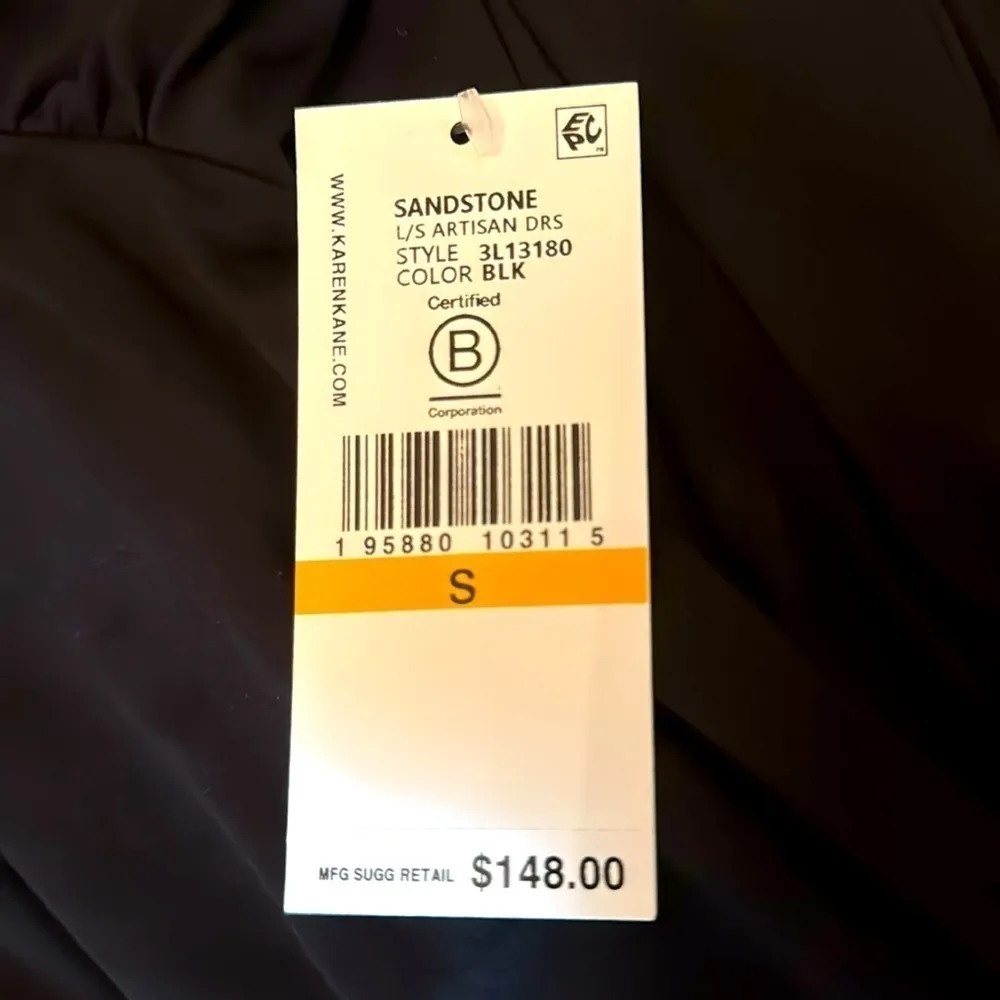 EPC
WWW.KARENKANE.COM
SANDSTONE
L/S ARTISAN DRS
STYLE 3L13180
COLOR BLK
Certified
B
Corporation
1 95880 10311 5
S
MFG SUGG RETAIL $148.00